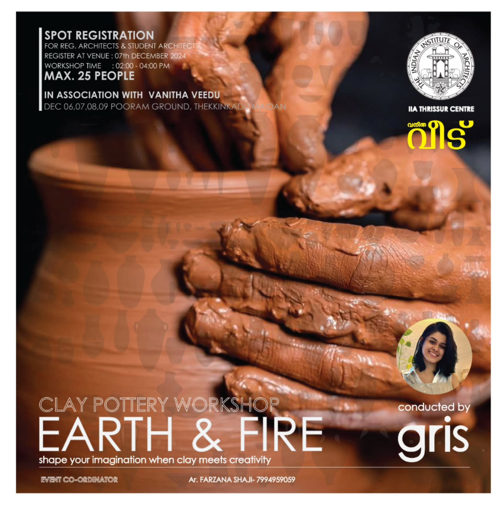 SPOT REGISTRATION
FOR REG. ARCHITECTS & STUDENT ARCHITECTS
REGISTER AT VENUE : 07th DECEMBER 2024
WORKSHOP TIME : 02:00 - 04:00 PM
MAX. 25 PEOPLE
IN ASSOCIATION WITH VANITHA VEEDU
DEC 06,07,08,09 POORAM GROUND, THEKKINKAD
THE INDIAN INSTITUTE OF ARCHITECTS
IIA THRISSUR CENTRE
വനിത
വീട്
CLAY POTTERY WORKSHOP
EARTH & FIRE
shape your imagination when clay meets creativity
conducted by
gris
EVENT CO-ORDINATOR
Ar. FARZANA SHAJI- 7994959059